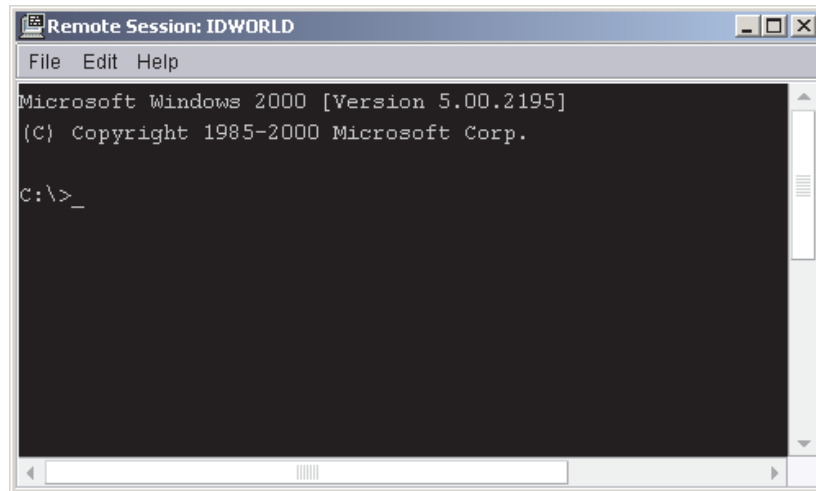 Remote Session: IDWORLD
File Edit Help
Microsoft Windows 2000 [Version 5.00.2195]
(C) Copyright 1985-2000 Microsoft Corp.
C:\>_